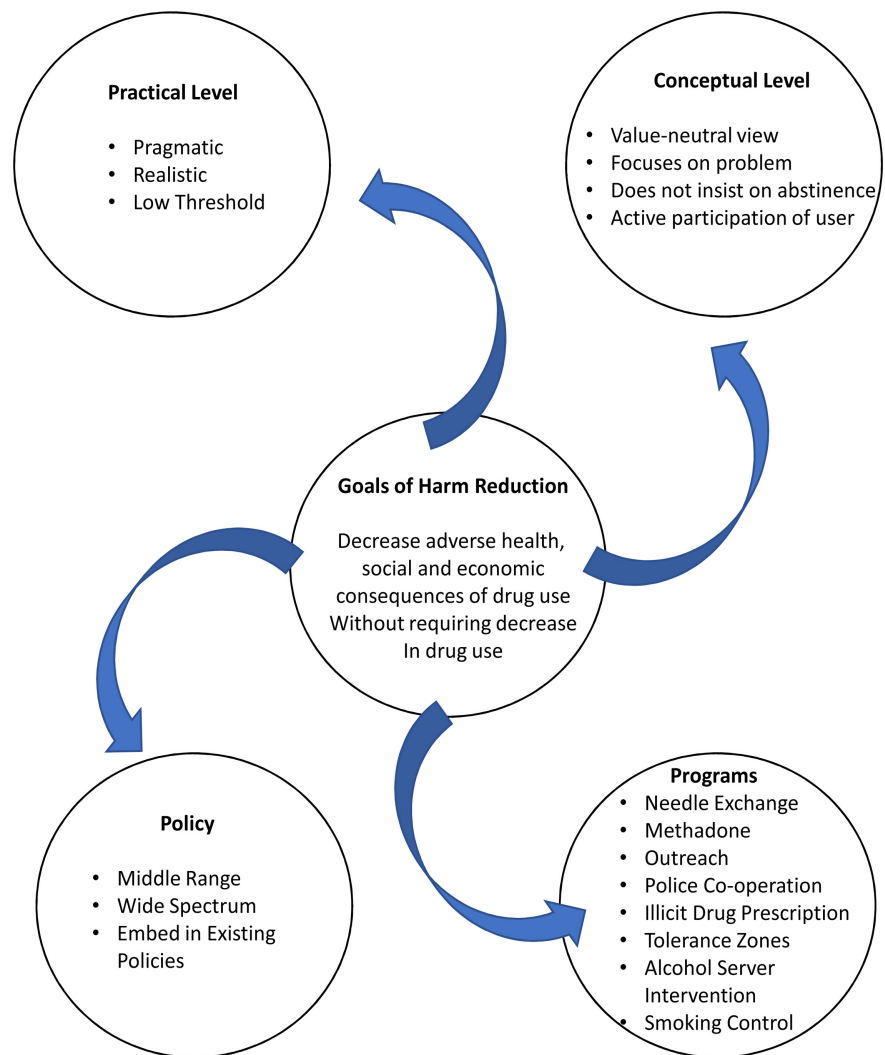 Practical Level
• Pragmatic
• Realistic
• Low Threshold
Conceptual Level
• Value-neutral view
• Focuses on problem
• Does not insist on abstinence
• Active participation of user
Goals of Harm Reduction
Decrease adverse health,
social and economic
consequences of drug use
Without requiring decrease
In drug use
Policy
• Middle Range
• Wide Spectrum
• Embed in Existing
Policies
Programs
• Needle Exchange
• Methadone
• Outreach
• Police Co-operation
• Illicit Drug Prescription
• Tolerance Zones
• Alcohol Server
Intervention
• Smoking Control